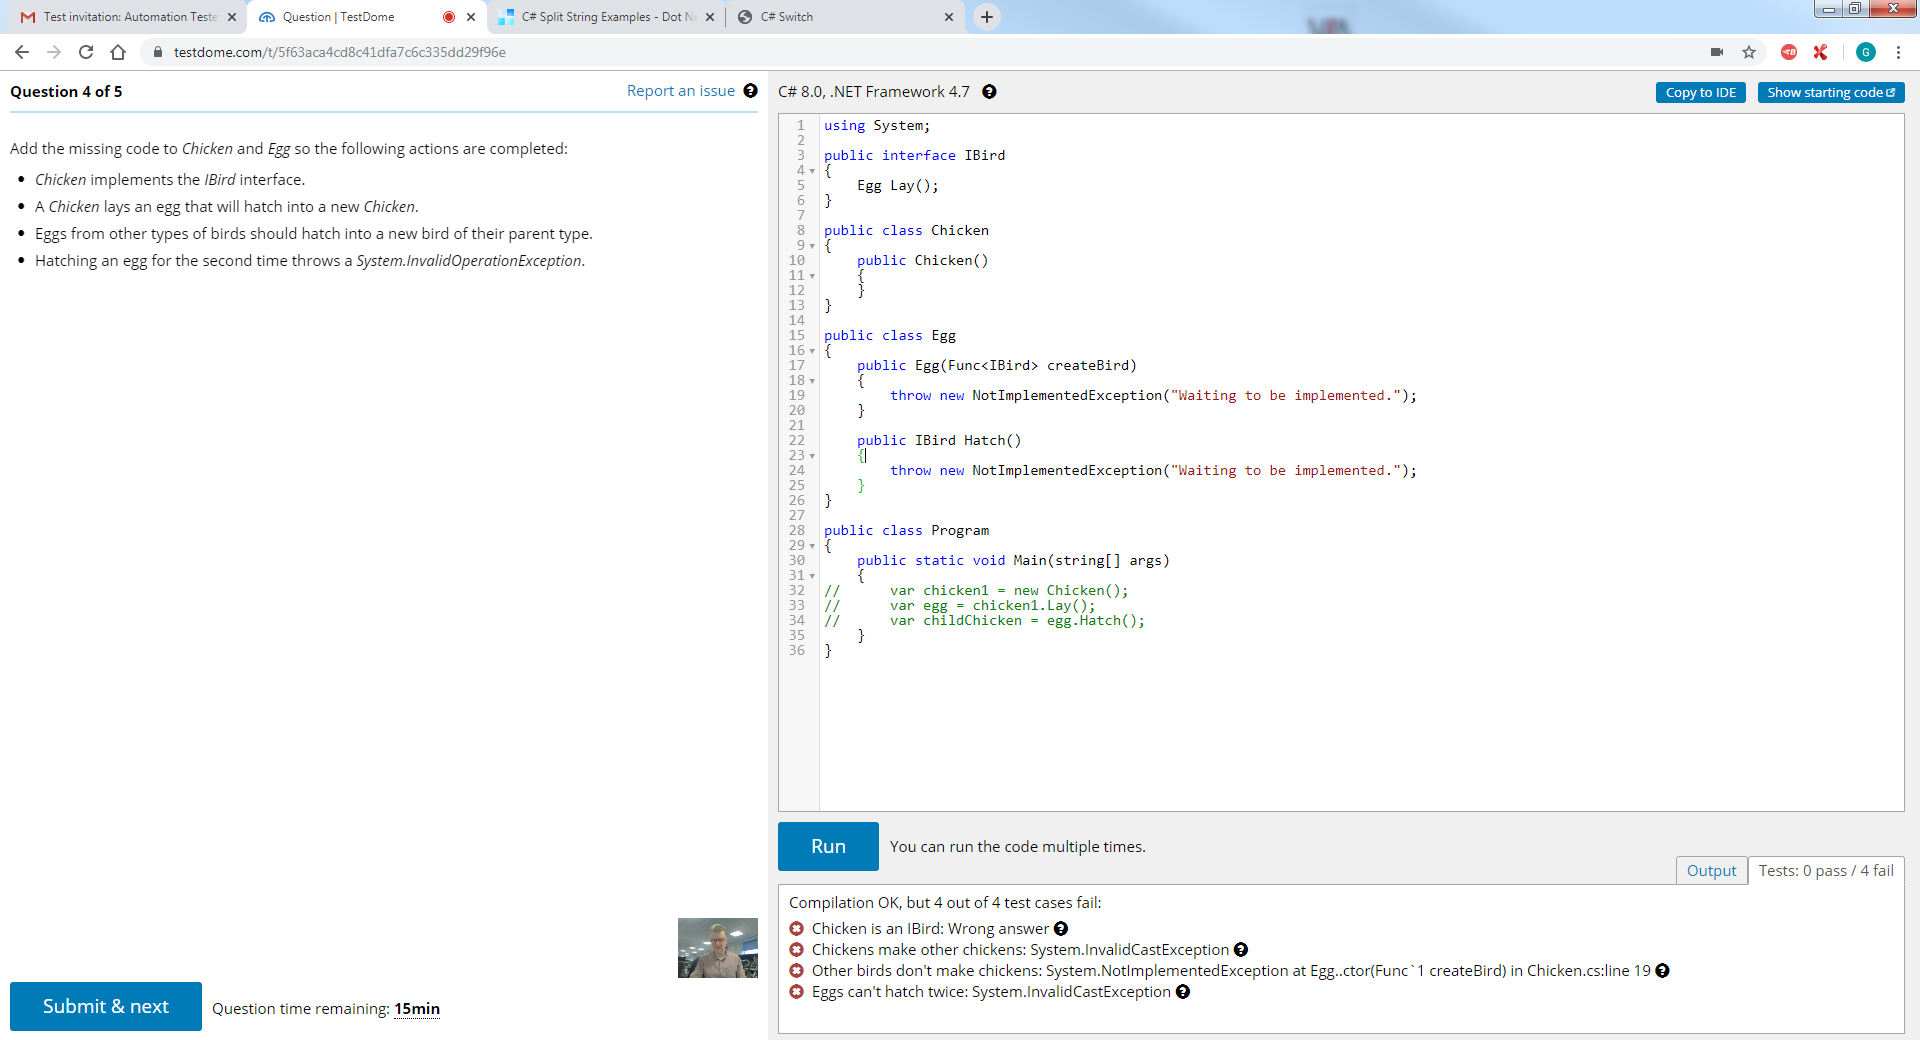 Test invitation: Automation Teste
Question | TestDome
C# Split String Examples - Dot N
C# Switch
testdome.com/t/5f63aca4cd8c41dfa7c6c335dd29f96e
G
Question 4 of 5
Report an issue
C# 8.0, .NET Framework 4.7
Copy to IDE
Show starting code
Add the missing code to Chicken and Egg so the following actions are completed:
Chicken implements the IBird interface.
A Chicken lays an egg that will hatch into a new Chicken.
Eggs from other types of birds should hatch into a new bird of their parent type.
Hatching an egg for the second time throws a System.InvalidOperationException.
1 using System;
2
3 public interface IBird
4 {
5     Egg Lay();
6 }
7
8 public class Chicken
9 {
10     public Chicken()
11     {
12     }
13 }
14
15 public class Egg
16 {
17     public Egg(Func<IBird> createBird)
18     {
19         throw new NotImplementedException("Waiting to be implemented.");
20     }
21
22     public IBird Hatch()
23     {
24         throw new NotImplementedException("Waiting to be implemented.");
25     }
26 }
27
28 public class Program
29 {
30     public static void Main(string[] args)
31     {
32 //      var chicken1 = new Chicken();
33 //      var egg = chicken1.Lay();
34 //      var childChicken = egg.Hatch();
35     }
36 }
Run
You can run the code multiple times.
Output
Tests: 0 pass / 4 fail
Compilation OK, but 4 out of 4 test cases fail:
Chicken is an IBird: Wrong answer
Chickens make other chickens: System.InvalidCastException
Other birds don't make chickens: System.NotImplementedException at Egg..ctor(Func`1 createBird) in Chicken.cs:line 19
Eggs can't hatch twice: System.InvalidCastException
Submit & next
Question time remaining: 15min